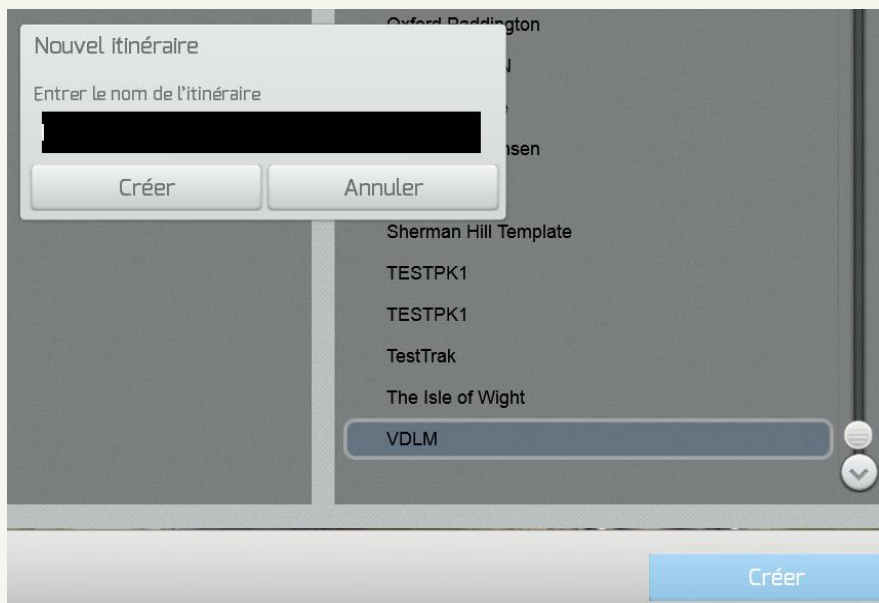 Nouvel itinéraire
Entrer le nom de l'itinéraire
Créer
Annuler
Sherman Hill Template
TESTPK1
TESTPK1
TestTrak
The Isle of Wight
VDLM
Créer